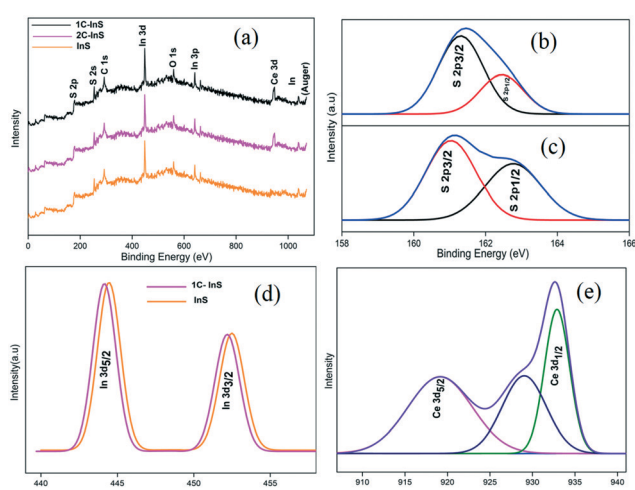 1C-InS
2C-InS
InS
(a)
S 2p
S 2s
C 1s
In 3d
O 1s
In 3p
Ce 3d
In
(Auger)
Intensity
0 200 400 600 800 1000
Binding Energy (eV)
(b)
S 2p3/2
S 2p1/2
(c)
S 2p3/2
S 2p1/2
Intensity (a.u)
158 160 162 164 166
Binding Energy (eV)
1C- InS
InS
(d)
In 3d5/2
In 3d3/2
Intensity(a.u)
440 445 450 455
(e)
Ce 3d5/2
Ce 3d1/2
Intensity(a.u)
910 915 920 925 930 935 940